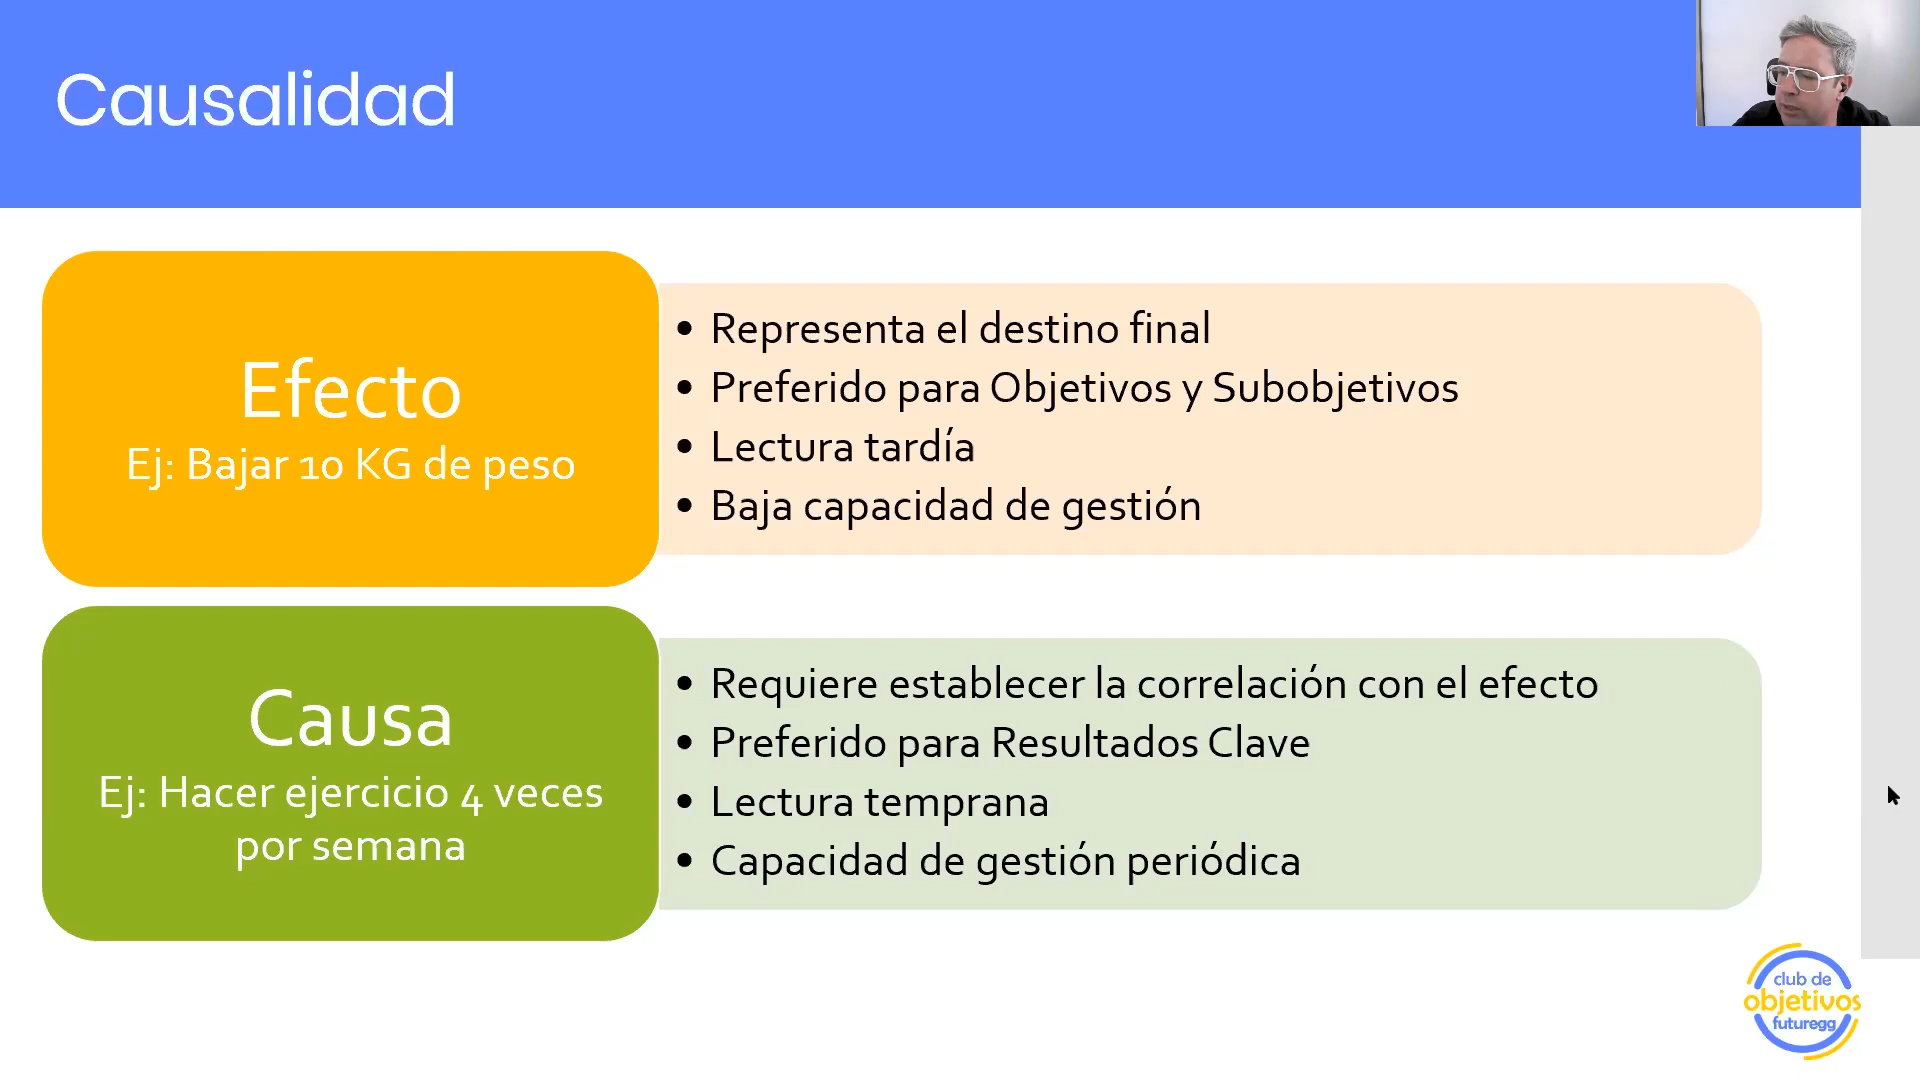 Causalidad
Efecto
Ej: Bajar 10 KG de peso
• Representa el destino final
• Preferido para Objetivos y Subobjetivos
• Lectura tardía
• Baja capacidad de gestión
Causa
Ej: Hacer ejercicio 4 veces
por semana
• Requiere establecer la correlación con el efecto
• Preferido para Resultados Clave
• Lectura temprana
• Capacidad de gestión periódica
club de
objetivos
futuregg